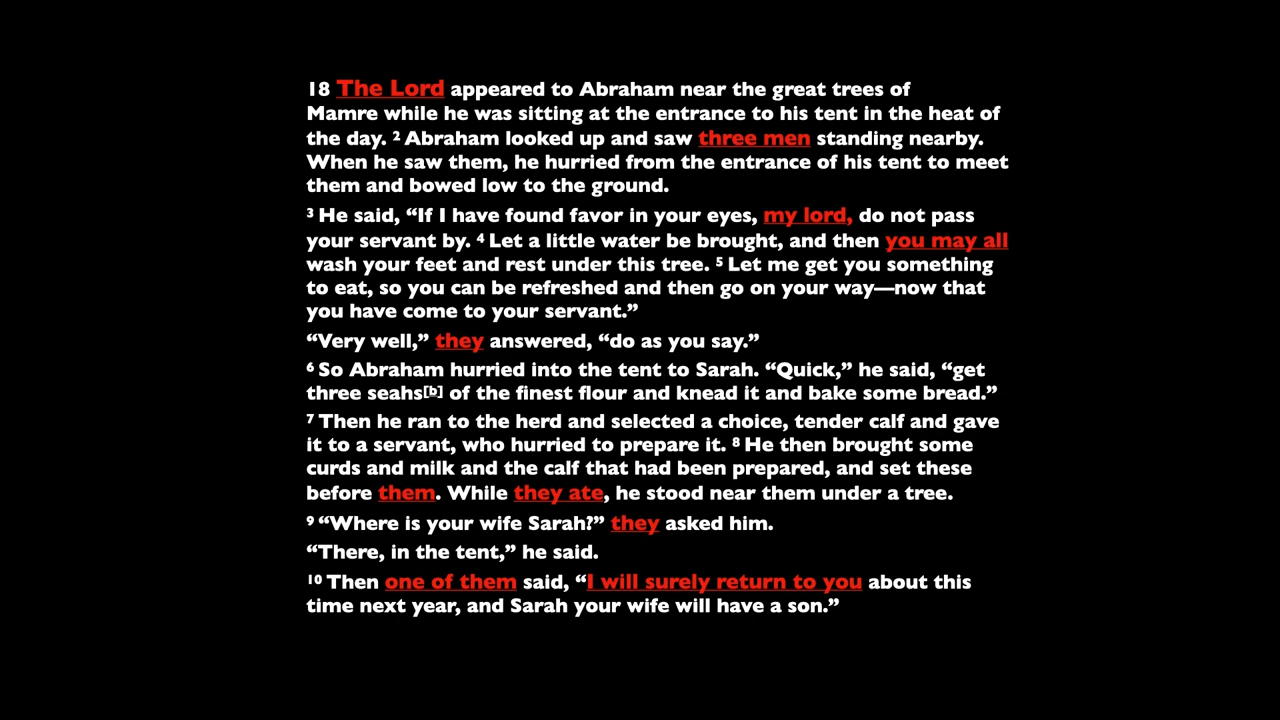 18 The Lord appeared to Abraham near the great trees of
Mamre while he was sitting at the entrance to his tent in the heat of
the day. 2 Abraham looked up and saw three men standing nearby.
When he saw them, he hurried from the entrance of his tent to meet
them and bowed low to the ground.
3 He said, “If I have found favor in your eyes, my lord, do not pass
your servant by. 4 Let a little water be brought, and then you may all
wash your feet and rest under this tree. 5 Let me get you something
to eat, so you can be refreshed and then go on your way—now that
you have come to your servant.”
“Very well,” they answered, “do as you say.”
6 So Abraham hurried into the tent to Sarah. “Quick,” he said, “get
three seahs[b] of the finest flour and knead it and bake some bread.”
7 Then he ran to the herd and selected a choice, tender calf and gave
it to a servant, who hurried to prepare it. 8 He then brought some
curds and milk and the calf that had been prepared, and set these
before them. While they ate, he stood near them under a tree.
9 “Where is your wife Sarah?” they asked him.
“There, in the tent,” he said.
10 Then one of them said, “I will surely return to you about this
time next year, and Sarah your wife will have a son.”